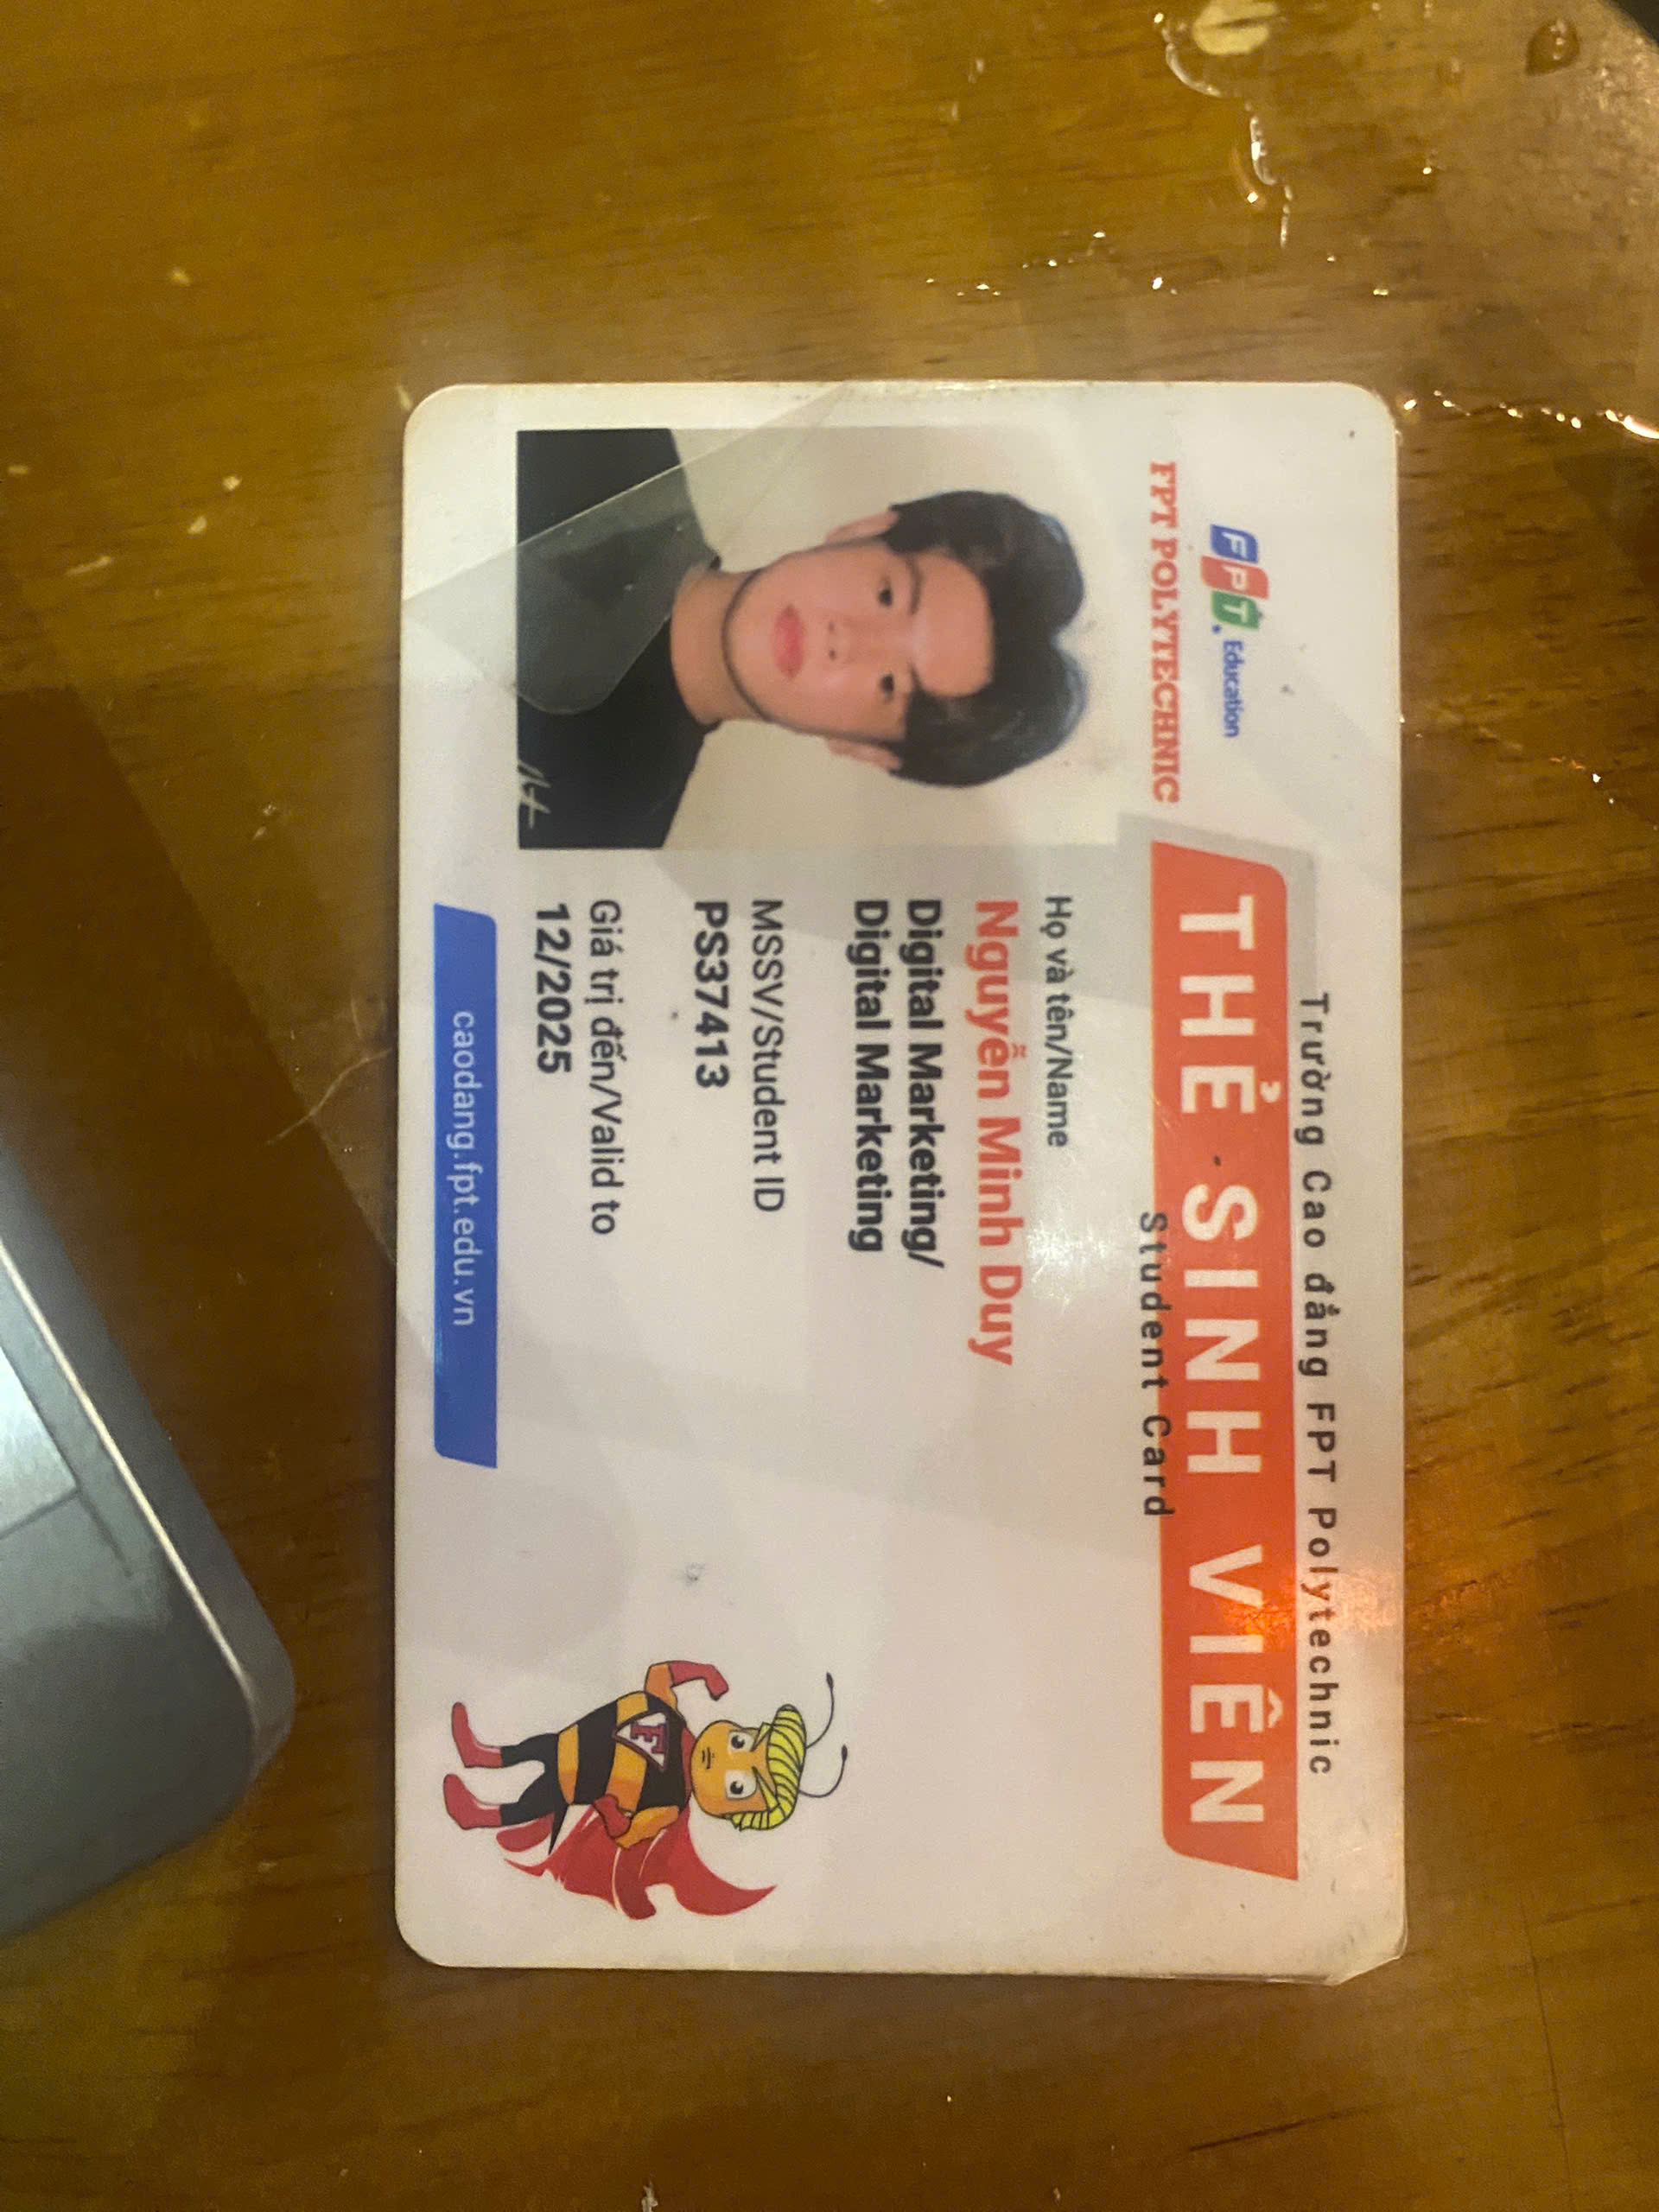 Trường Cao đẳng FPT Polytechnic
FPT Education
FPT POLYTECHNIC
THẺ SINH VIÊN
Student Card
Họ và tên/Name
Nguyễn Minh Duy
Digital Marketing/
Digital Marketing
MSSV/Student ID
PS37413
Giá trị đến/Valid to
12/2025
caodang.fpt.edu.vn
F